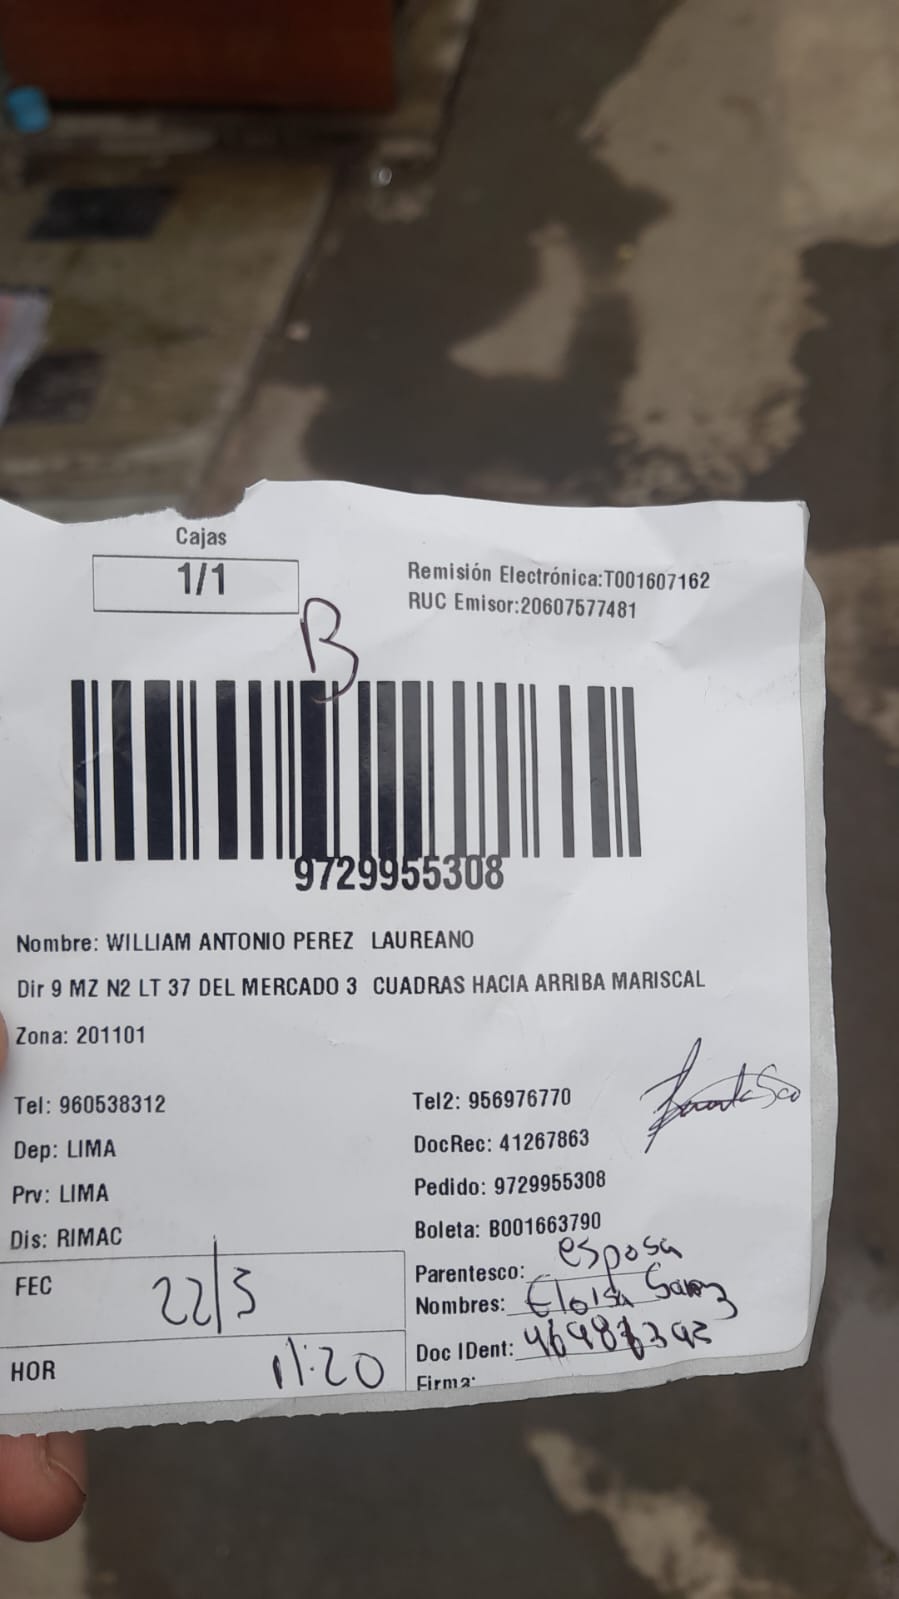 Cajas
1/1
Remisión Electrónica:T001607162
RUC Emisor:20607577481
B
9729955308
Nombre: WILLIAM ANTONIO PEREZ LAUREANO
Dir 9 MZ N2 LT 37 DEL MERCADO 3 CUADRAS HACIA ARRIBA MARISCAL
Zona: 201101
Tel: 960538312
Tel2: 956976770
Dep: LIMA
DocRec: 41267863
Prv: LIMA
Pedido: 9729955308
Dis: RIMAC
Boleta: B001663790
FEC 22/3
Parentesco: esposa
Nombres: Eloisa
HOR 11:20
Doc IDent:
Firma: